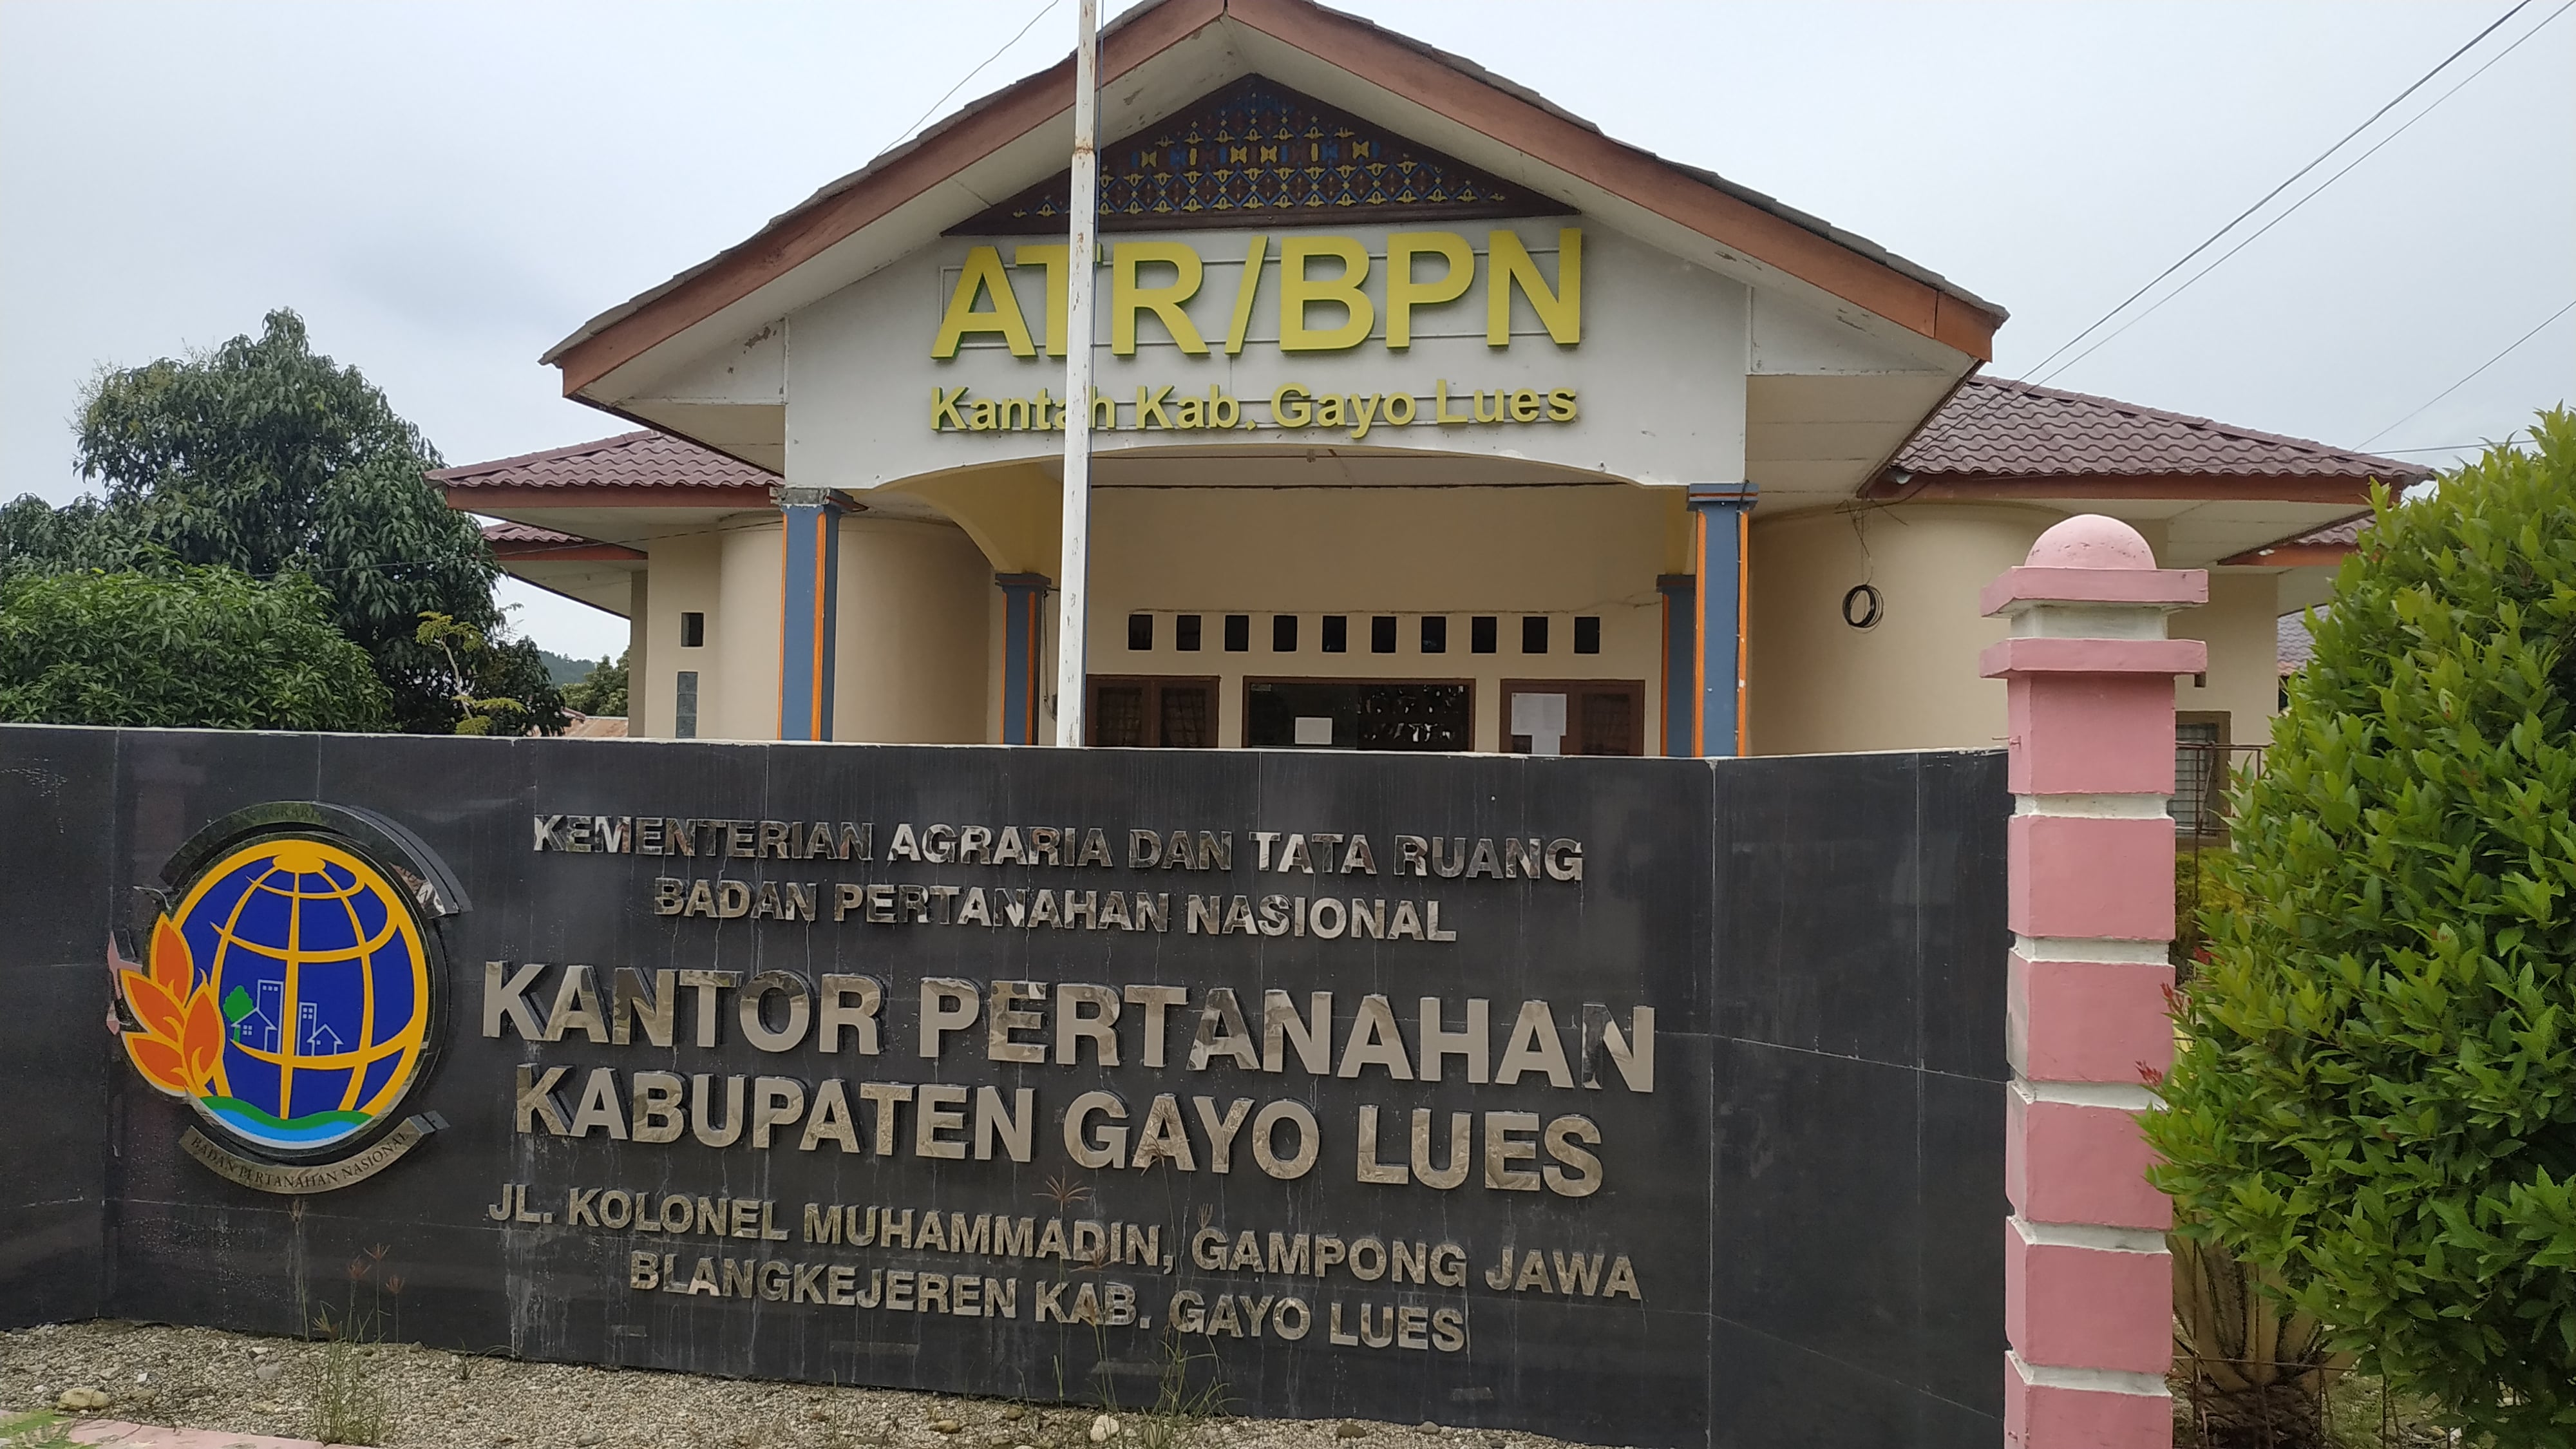 ATR/BPN
Kantah Kab. Gayo Lues
KEMENTERIAN AGRARIA DAN TATA RUANG
BADAN PERTANAHAN NASIONAL
KANTOR PERTANAHAN
KABUPATEN GAYO LUES
JL. KOLONEL MUHAMMADIN, GAMPONG JAWA
BLANGKEJEREN KAB. GAYO LUES
BADAN PERTANAHAN NASIONAL